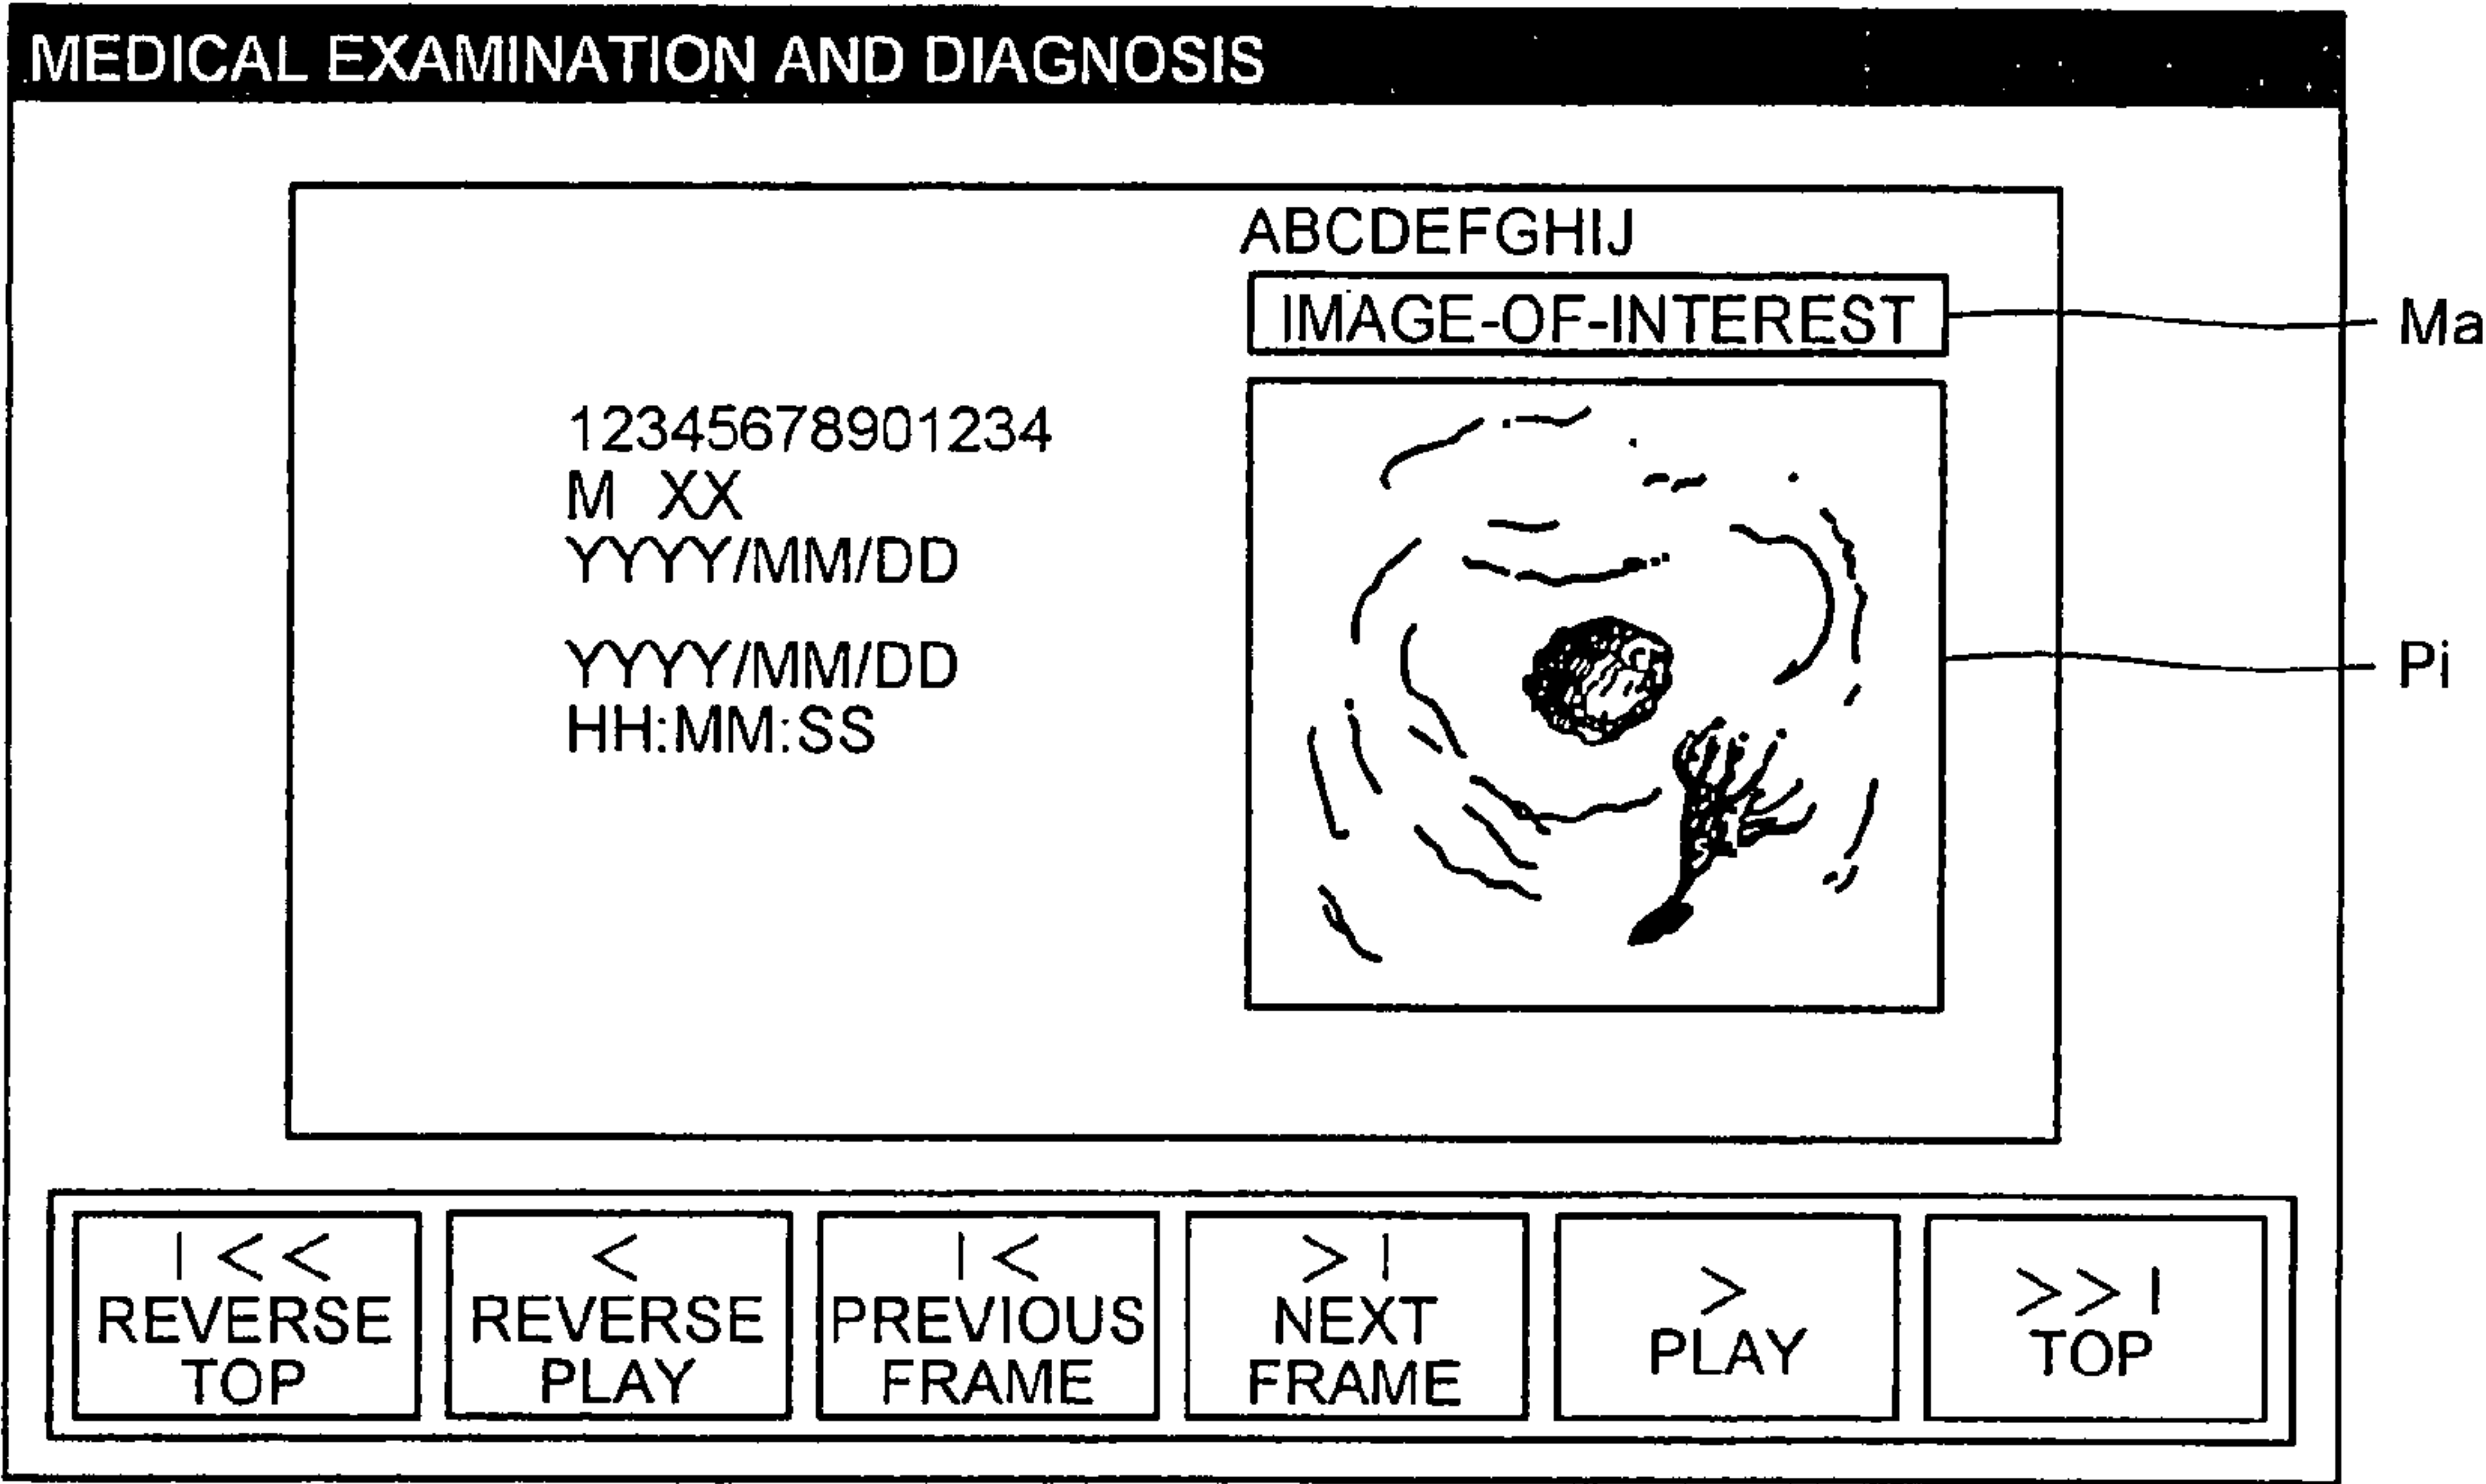 MEDICAL EXAMINATION AND DIAGNOSIS
ABCDEFGHIJ
IMAGE-OF-INTEREST
Ma
12345678901234
M XX
YYYY/MM/DD
YYYY/MM/DD
HH:MM:SS
Pi
|<<
REVERSE
TOP
<
REVERSE
PLAY
|<
PREVIOUS
FRAME
>|
NEXT
FRAME
>
PLAY
>>|
TOP